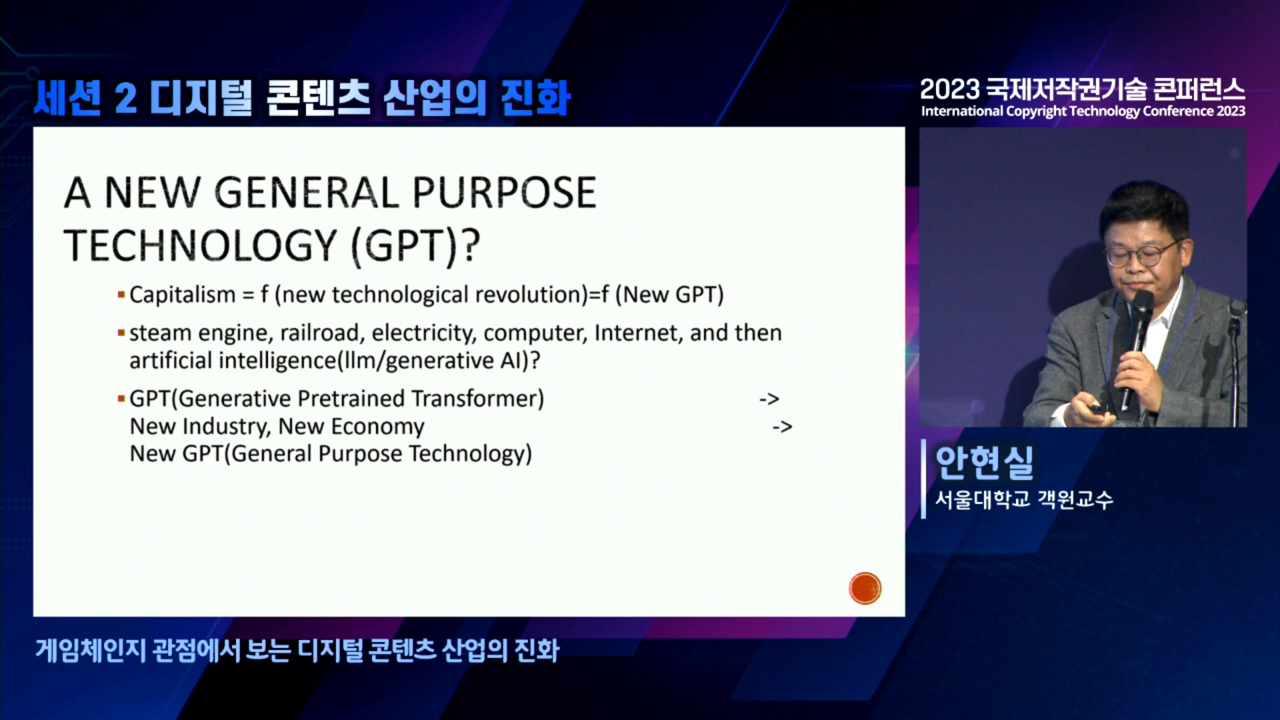 세션 2 디지털 콘텐츠 산업의 진화
2023 국제저작권기술 콘퍼런스
International Copyright Technology Conference 2023
A NEW GENERAL PURPOSE
TECHNOLOGY (GPT)?
▪Capitalism = f (new technological revolution)=f (New GPT)
▪steam engine, railroad, electricity, computer, Internet, and then
artificial intelligence(llm/generative AI)?
▪GPT(Generative Pretrained Transformer) ->
New Industry, New Economy ->
New GPT(General Purpose Technology)
안현실
서울대학교 객원교수
게임체인지 관점에서 보는 디지털 콘텐츠 산업의 진화